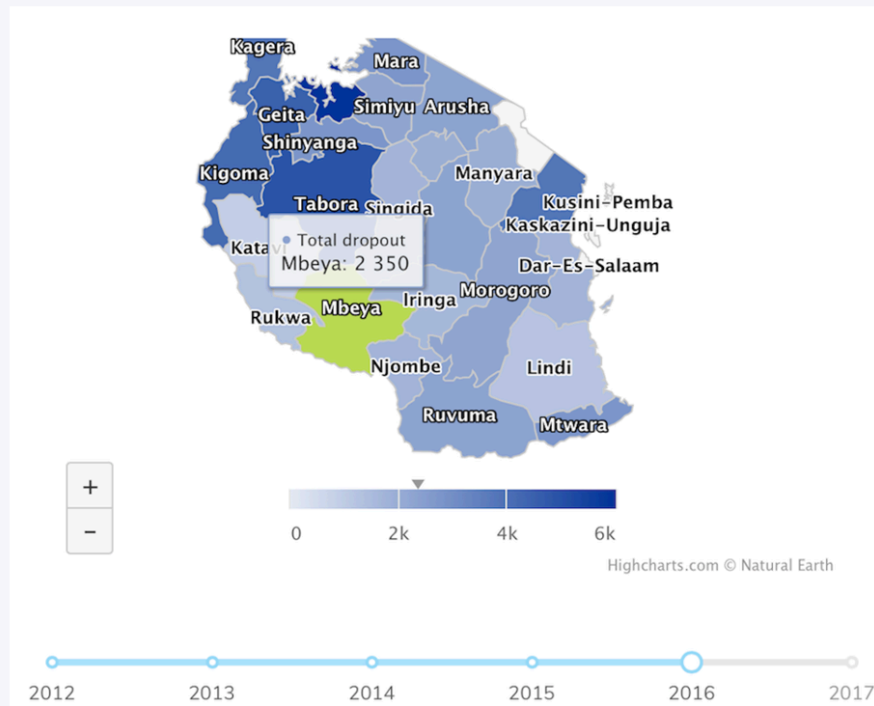 Kagera
Mara
Geita
Simiyu
Arusha
Shinyanga
Kigoma
Manyara
Tabora
Singida
Kusini-Pemba
Kaskazini-Unguja
Katavi
Total dropout
Mbeya: 2 350
Dar-Es-Salaam
Rukwa
Mbeya
Iringa
Morogoro
Njombe
Lindi
Ruvuma
Mtwara
+
−
0
2k
4k
6k
Highcharts.com © Natural Earth
2012
2013
2014
2015
2016
2017